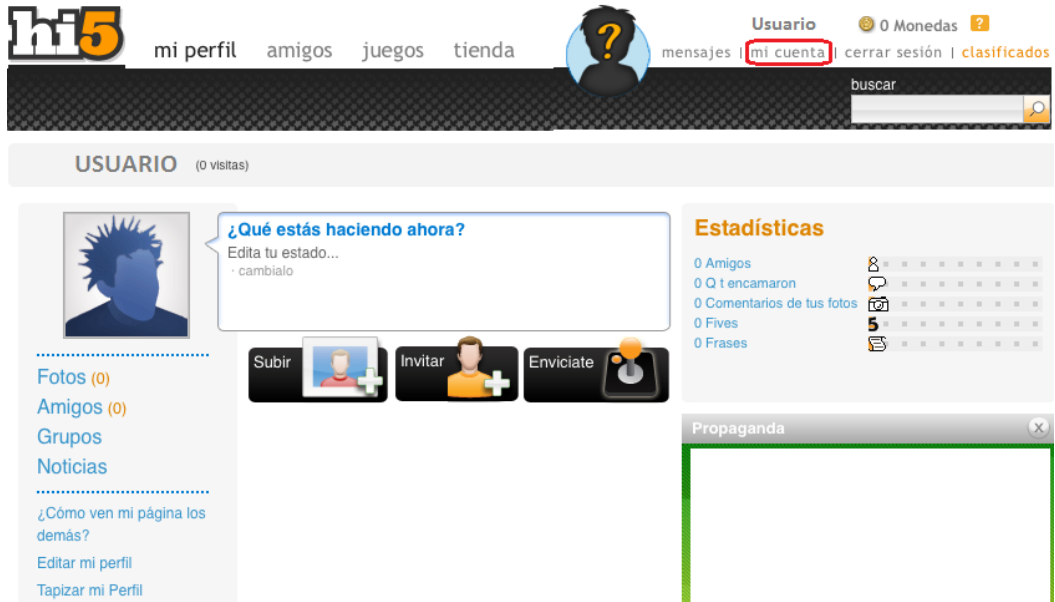 hi5
mi perfil amigos juegos tienda
?
Usuario 0 Monedas ?
mensajes | mi cuenta | cerrar sesión | clasificados
buscar
USUARIO (0 visitas)
¿Qué estás haciendo ahora?
Edita tu estado...
· cambialo
Subir Invitar Enviciate
Fotos (0)
Amigos (0)
Grupos
Noticias
¿Cómo ven mi página los
demás?
Editar mi perfil
Tapizar mi Perfil
Estadísticas
0 Amigos
0 Q t encamaron
0 Comentarios de tus fotos
0 Fives 5
0 Frases
Propaganda x